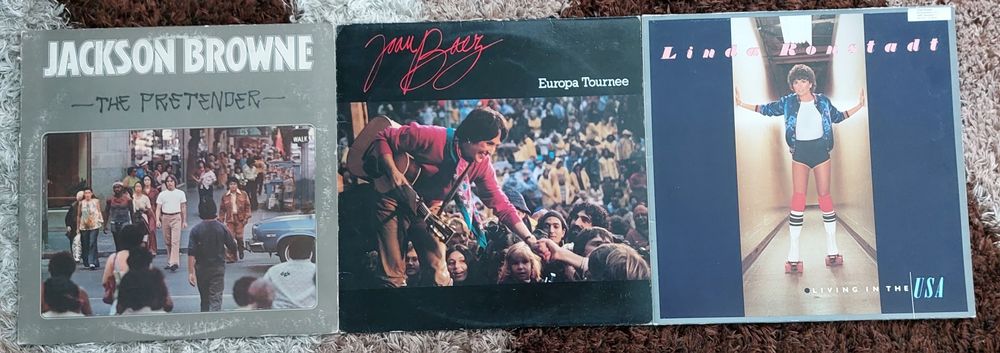 JACKSON BROWNE
THE PRETENDER
WALK
Joan Baez
Europa Tournee
Linda Ronstadt
LIVING IN THE USA